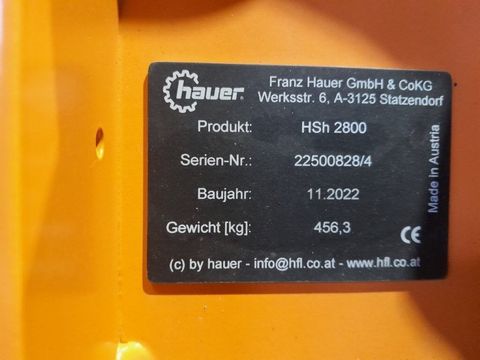 hauer Franz Hauer GmbH & CoKG
Werksstr. 6, A-3125 Statzendorf
Produkt: HSh 2800
Serien-Nr.: 22500828/4
Baujahr: 11.2022
Gewicht [kg]: 456,3
Made in Austria
CE
(c) by hauer - info@hfl.co.at - www.hfl.co.at